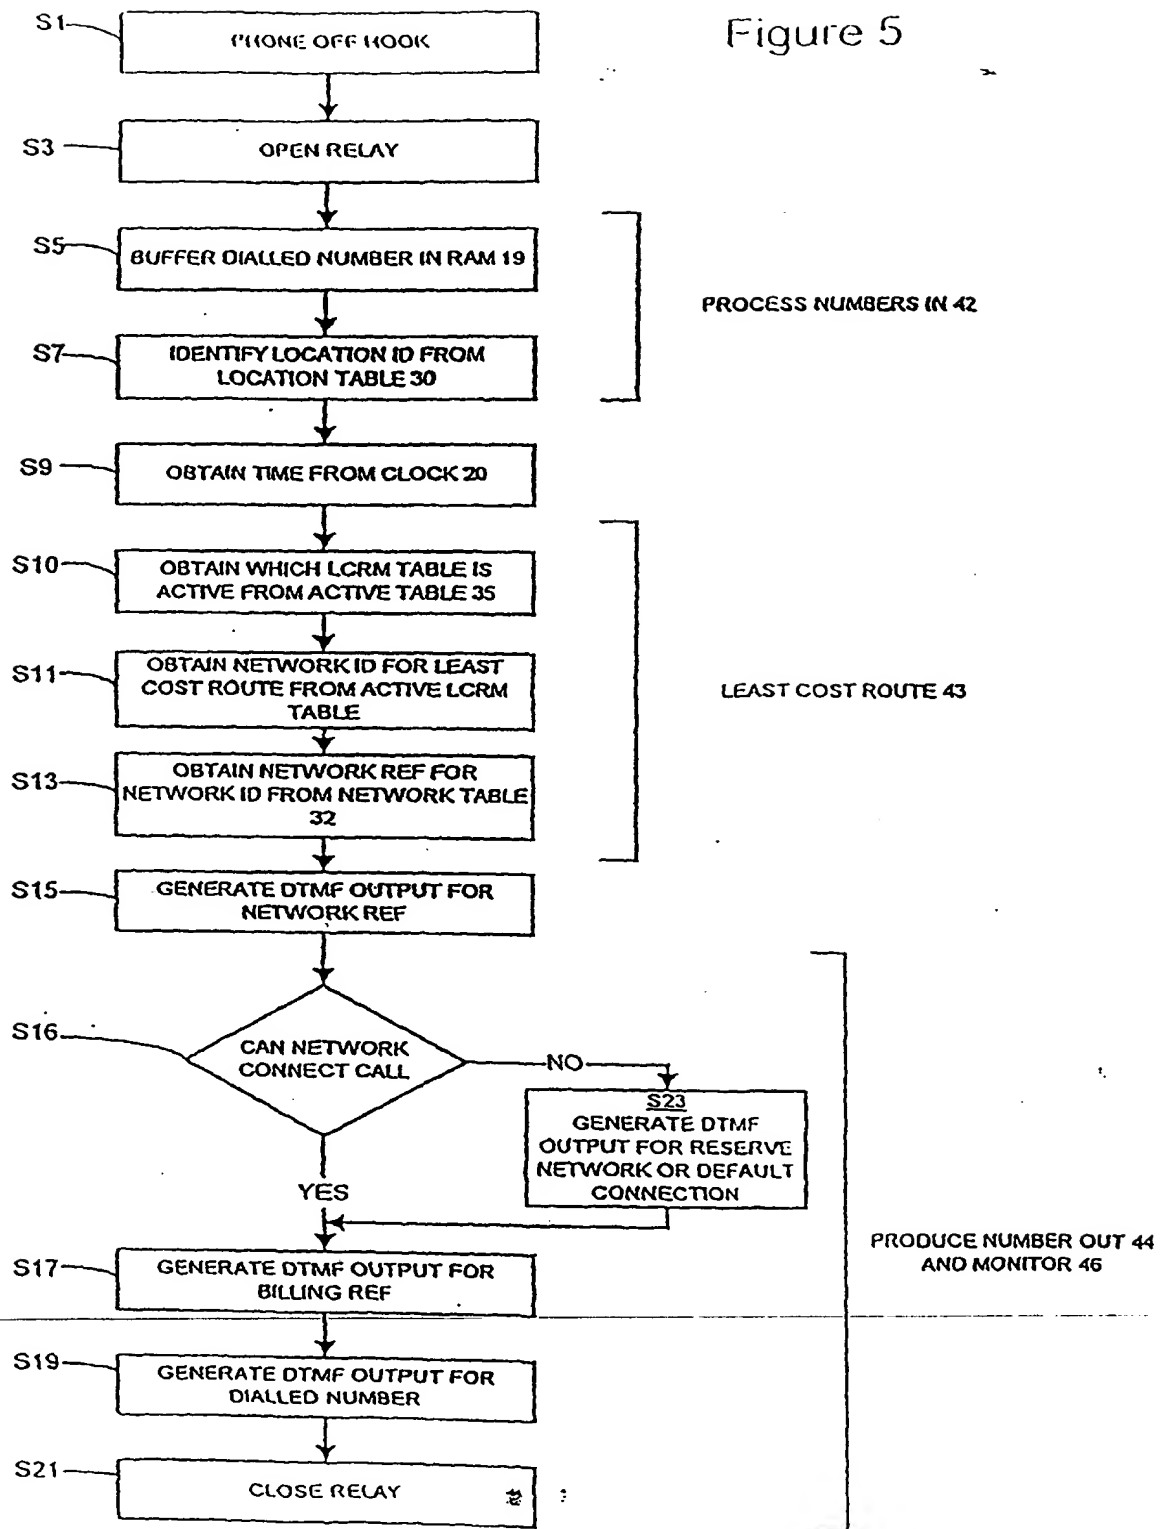 Figure 5
S1
PHONE OFF HOOK
S3
OPEN RELAY
S5
BUFFER DIALLED NUMBER IN RAM 19
PROCESS NUMBERS IN 42
S7
IDENTIFY LOCATION ID FROM
LOCATION TABLE 30
S9
OBTAIN TIME FROM CLOCK 20
S10
OBTAIN WHICH LCRM TABLE IS
ACTIVE FROM ACTIVE TABLE 35
S11
OBTAIN NETWORK ID FOR LEAST
COST ROUTE FROM ACTIVE LCRM
TABLE
LEAST COST ROUTE 43
S13
OBTAIN NETWORK REF FOR
NETWORK ID FROM NETWORK TABLE
32
S15
GENERATE DTMF OUTPUT FOR
NETWORK REF
S16
CAN NETWORK
CONNECT CALL
NO
S23
GENERATE DTMF
OUTPUT FOR RESERVE
NETWORK OR DEFAULT
CONNECTION
YES
PRODUCE NUMBER OUT 44
AND MONITOR 46
S17
GENERATE DTMF OUTPUT FOR
BILLING REF
S19
GENERATE DTMF OUTPUT FOR
DIALLED NUMBER
S21
CLOSE RELAY